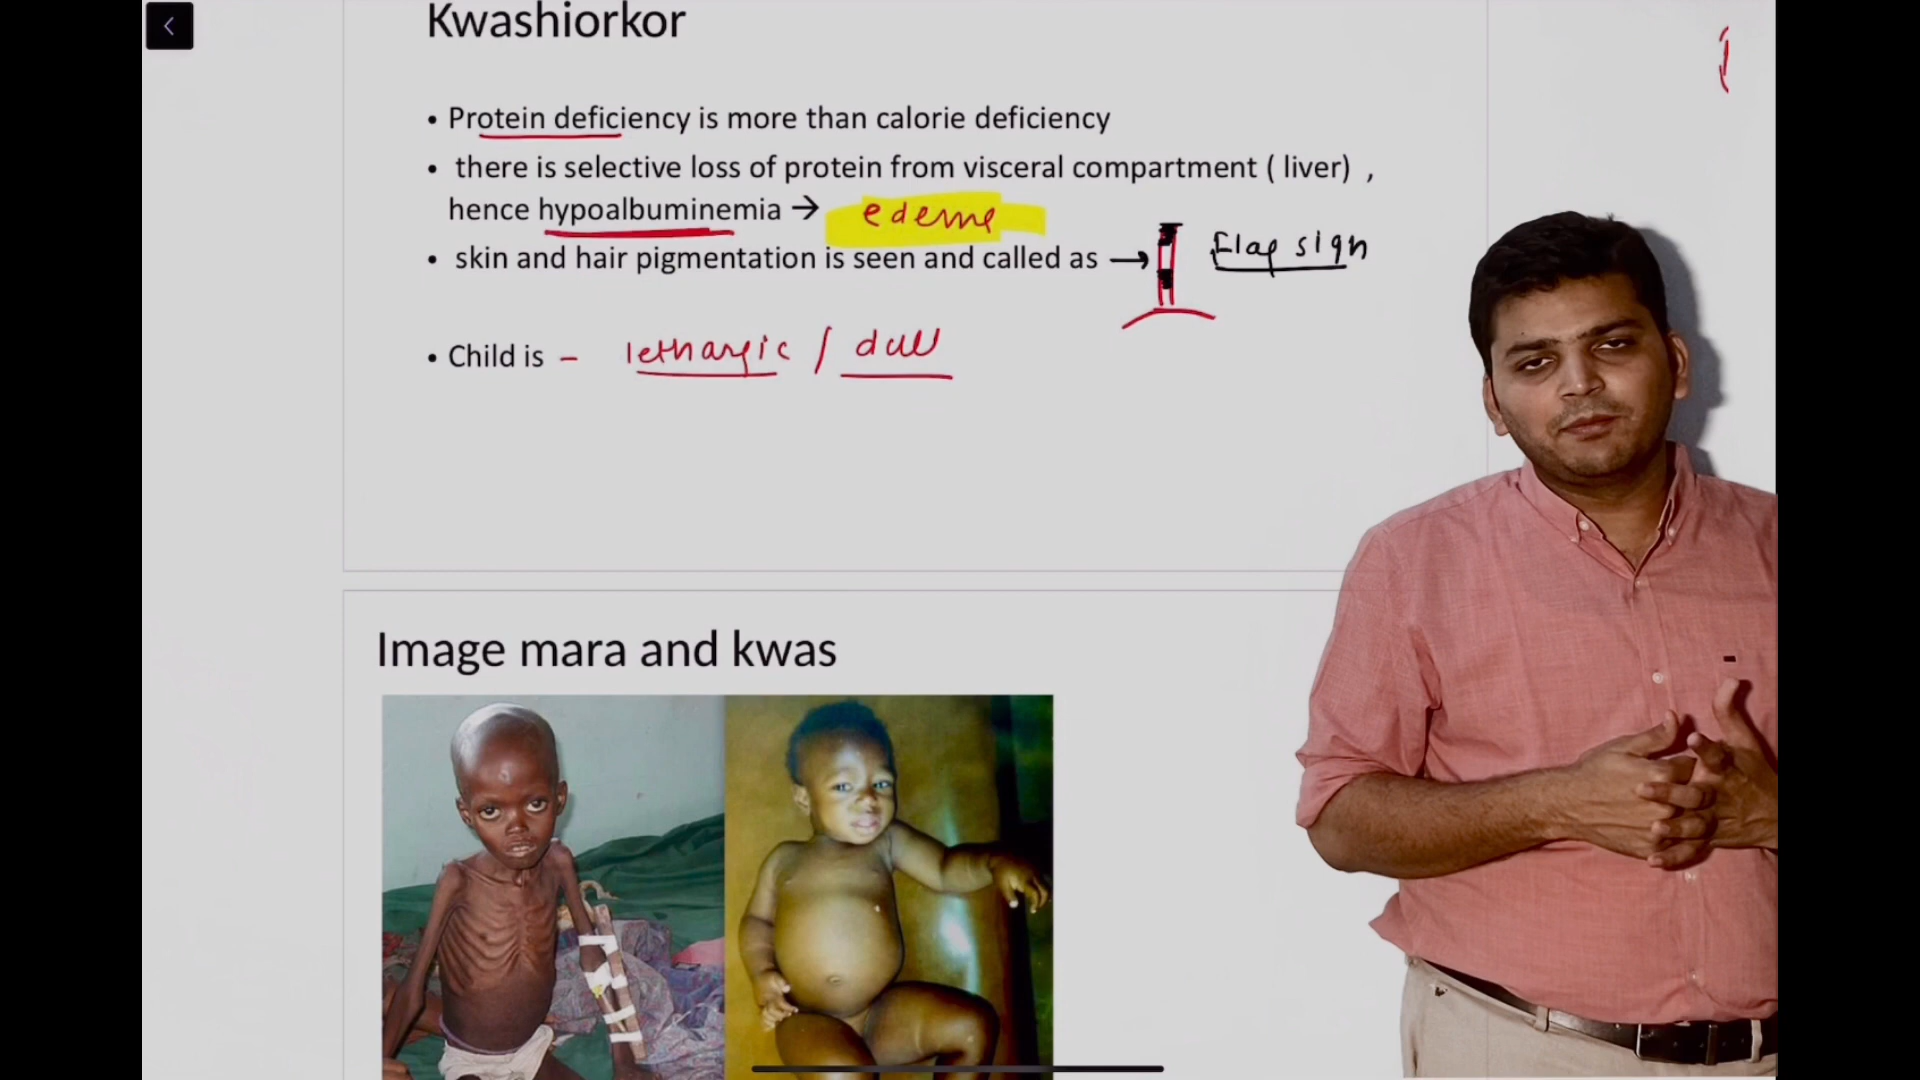 Kwashiorkor
• Protein deficiency is more than calorie deficiency
• there is selective loss of protein from visceral compartment ( liver) ,
hence hypoalbuminemia → edema
• skin and hair pigmentation is seen and called as → Flag sign
• Child is - lethargic / dull
Image mara and kwas